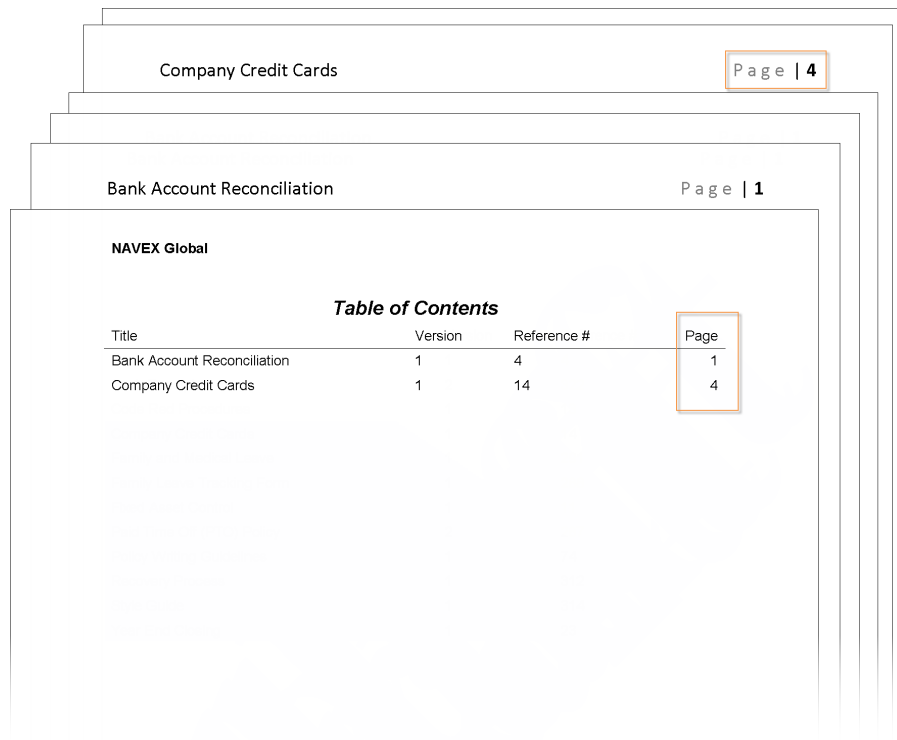 Company Credit Cards Page | 4
Bank Account Reconciliation Page | 1
NAVEX Global
Table of Contents
Title Version Reference # Page
Bank Account Reconciliation 1 4 1
Company Credit Cards 1 14 4